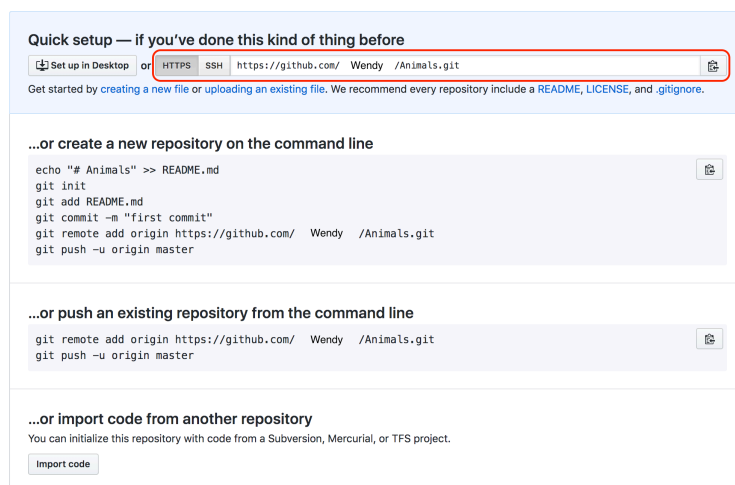 Quick setup — if you’ve done this kind of thing before
Set up in Desktop or HTTPS SSH https://github.com/ Wendy /Animals.git
Get started by creating a new file or uploading an existing file. We recommend every repository include a README, LICENSE, and .gitignore.
…or create a new repository on the command line
echo "# Animals" >> README.md
git init
git add README.md
git commit -m "first commit"
git remote add origin https://github.com/ Wendy /Animals.git
git push -u origin master
…or push an existing repository from the command line
git remote add origin https://github.com/ Wendy /Animals.git
git push -u origin master
…or import code from another repository
You can initialize this repository with code from a Subversion, Mercurial, or TFS project.
Import code